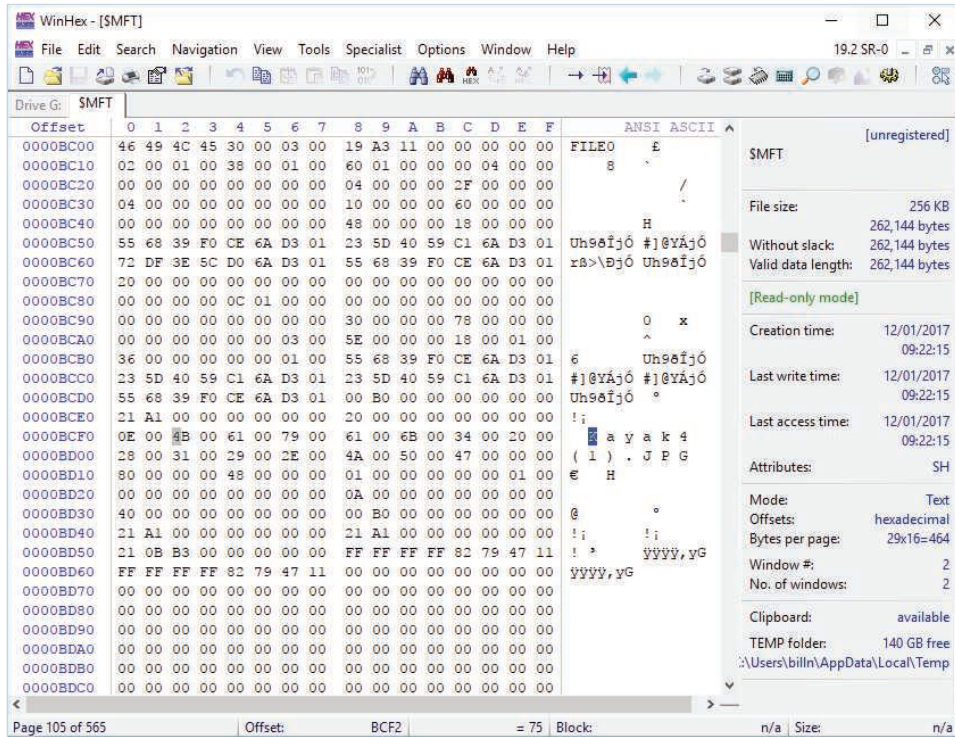 WinHex - [$MFT]
File Edit Search Navigation View Tools Specialist Options Window Help 19.2 SR-0
Drive G: $MFT
Offset 0 1 2 3 4 5 6 7 8 9 A B C D E F ANSI ASCII
0000BC00 46 49 4C 45 30 00 03 00 19 A3 11 00 00 00 00 00 FILE0 £
0000BC10 02 00 01 00 38 00 01 00 60 01 00 00 00 04 00 00 8 `
0000BC20 00 00 00 00 00 00 00 00 04 00 00 00 2F 00 00 00 /
0000BC30 04 00 00 00 00 00 00 00 10 00 00 00 60 00 00 00 `
0000BC40 00 00 00 00 00 00 00 00 48 00 00 00 18 00 00 00 H
0000BC50 55 68 39 F0 CE 6A D3 01 23 5D 40 59 C1 6A D3 01 Uh9ðÎjÓ #]@YÁjÓ
0000BC60 72 DF 3E 5C D0 6A D3 01 55 68 39 F0 CE 6A D3 01 rß>\ÐjÓ Uh9ðÎjÓ
0000BC70 20 00 00 00 00 00 00 00 00 00 00 00 00 00 00 00
0000BC80 00 00 00 00 0C 01 00 00 00 00 00 00 00 00 00 00
0000BC90 00 00 00 00 00 00 00 00 30 00 00 00 78 00 00 00 0 x
0000BCA0 00 00 00 00 00 00 03 00 5E 00 00 00 18 00 01 00 ^
0000BCB0 36 00 00 00 00 00 01 00 55 68 39 F0 CE 6A D3 01 6 Uh9ðÎjÓ
0000BCC0 23 5D 40 59 C1 6A D3 01 23 5D 40 59 C1 6A D3 01 #]@YÁjÓ #]@YÁjÓ
0000BCD0 55 68 39 F0 CE 6A D3 01 00 B0 00 00 00 00 00 00 Uh9ðÎjÓ °
0000BCE0 21 A1 00 00 00 00 00 00 20 00 00 00 00 00 00 00 !¡
0000BCF0 0E 00 4B 00 61 00 79 00 61 00 6B 00 34 00 20 00 K a y a k 4
0000BD00 28 00 31 00 29 00 2E 00 4A 00 50 00 47 00 00 00 ( 1 ) . J P G
0000BD10 80 00 00 00 48 00 00 00 01 00 00 00 00 00 01 00 € H
0000BD20 00 00 00 00 00 00 00 00 0A 00 00 00 00 00 00 00
0000BD30 40 00 00 00 00 00 00 00 00 B0 00 00 00 00 00 00 @ °
0000BD40 21 A1 00 00 00 00 00 00 21 A1 00 00 00 00 00 00 !¡ !¡
0000BD50 21 0B B3 00 00 00 00 00 FF FF FF FF 82 79 47 11 ! ³ ÿÿÿÿ‚yG
0000BD60 FF FF FF FF 82 79 47 11 00 00 00 00 00 00 00 00 ÿÿÿÿ‚yG
0000BD70 00 00 00 00 00 00 00 00 00 00 00 00 00 00 00 00
0000BD80 00 00 00 00 00 00 00 00 00 00 00 00 00 00 00 00
0000BD90 00 00 00 00 00 00 00 00 00 00 00 00 00 00 00 00
0000BDA0 00 00 00 00 00 00 00 00 00 00 00 00 00 00 00 00
0000BDB0 00 00 00 00 00 00 00 00 00 00 00 00 00 00 00 00
0000BDC0 00 00 00 00 00 00 00 00 00 00 00 00 00 00 00 00
[unregistered]
$MFT
File size: 256 KB
262,144 bytes
Without slack: 262,144 bytes
Valid data length: 262,144 bytes
[Read-only mode]
Creation time: 12/01/2017
09:22:15
Last write time: 12/01/2017
09:22:15
Last access time: 12/01/2017
09:22:15
Attributes: SH
Mode: Text
Offsets: hexadecimal
Bytes per page: 29x16=464
Window #: 2
No. of windows: 2
Clipboard: available
TEMP folder: 140 GB free
:\Users\billn\AppData\Local\Temp
Page 105 of 565 Offset: BCF2 = 75 Block: n/a Size: n/a